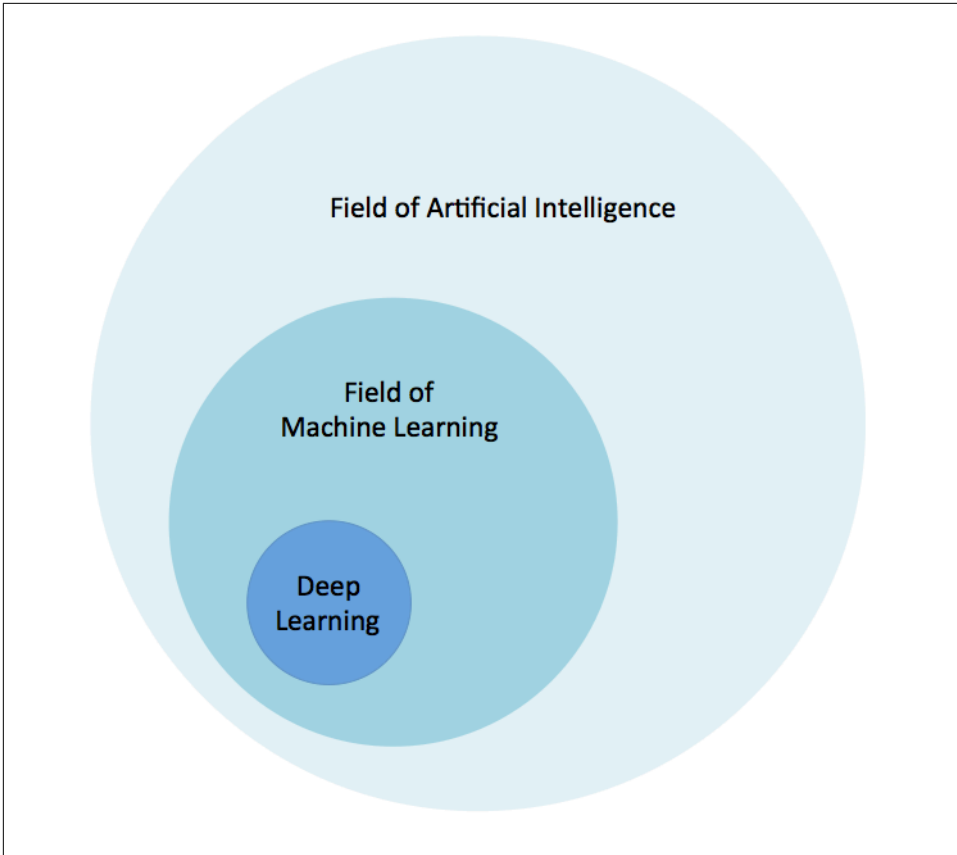 Field of Artificial Intelligence
Field of
Machine Learning
Deep
Learning